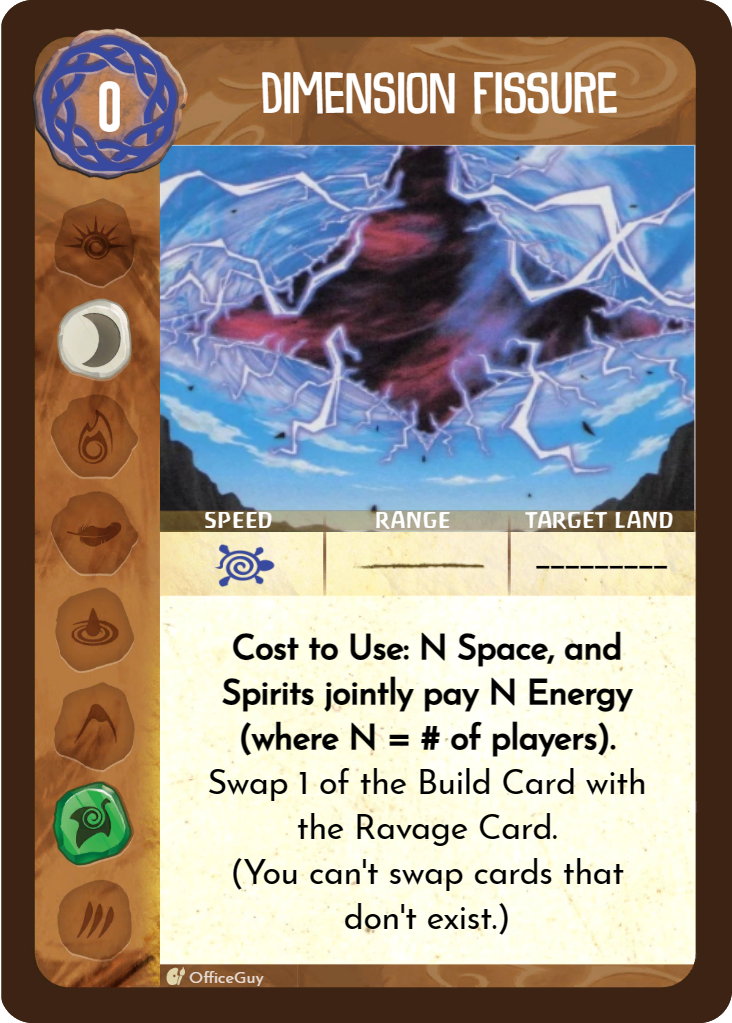 0
DIMENSION FISSURE
SPEED RANGE TARGET LAND
Cost to Use: N Space, and
Spirits jointly pay N Energy
(where N = # of players).
Swap 1 of the Build Card with
the Ravage Card.
(You can't swap cards that
don't exist.)
OfficeGuy